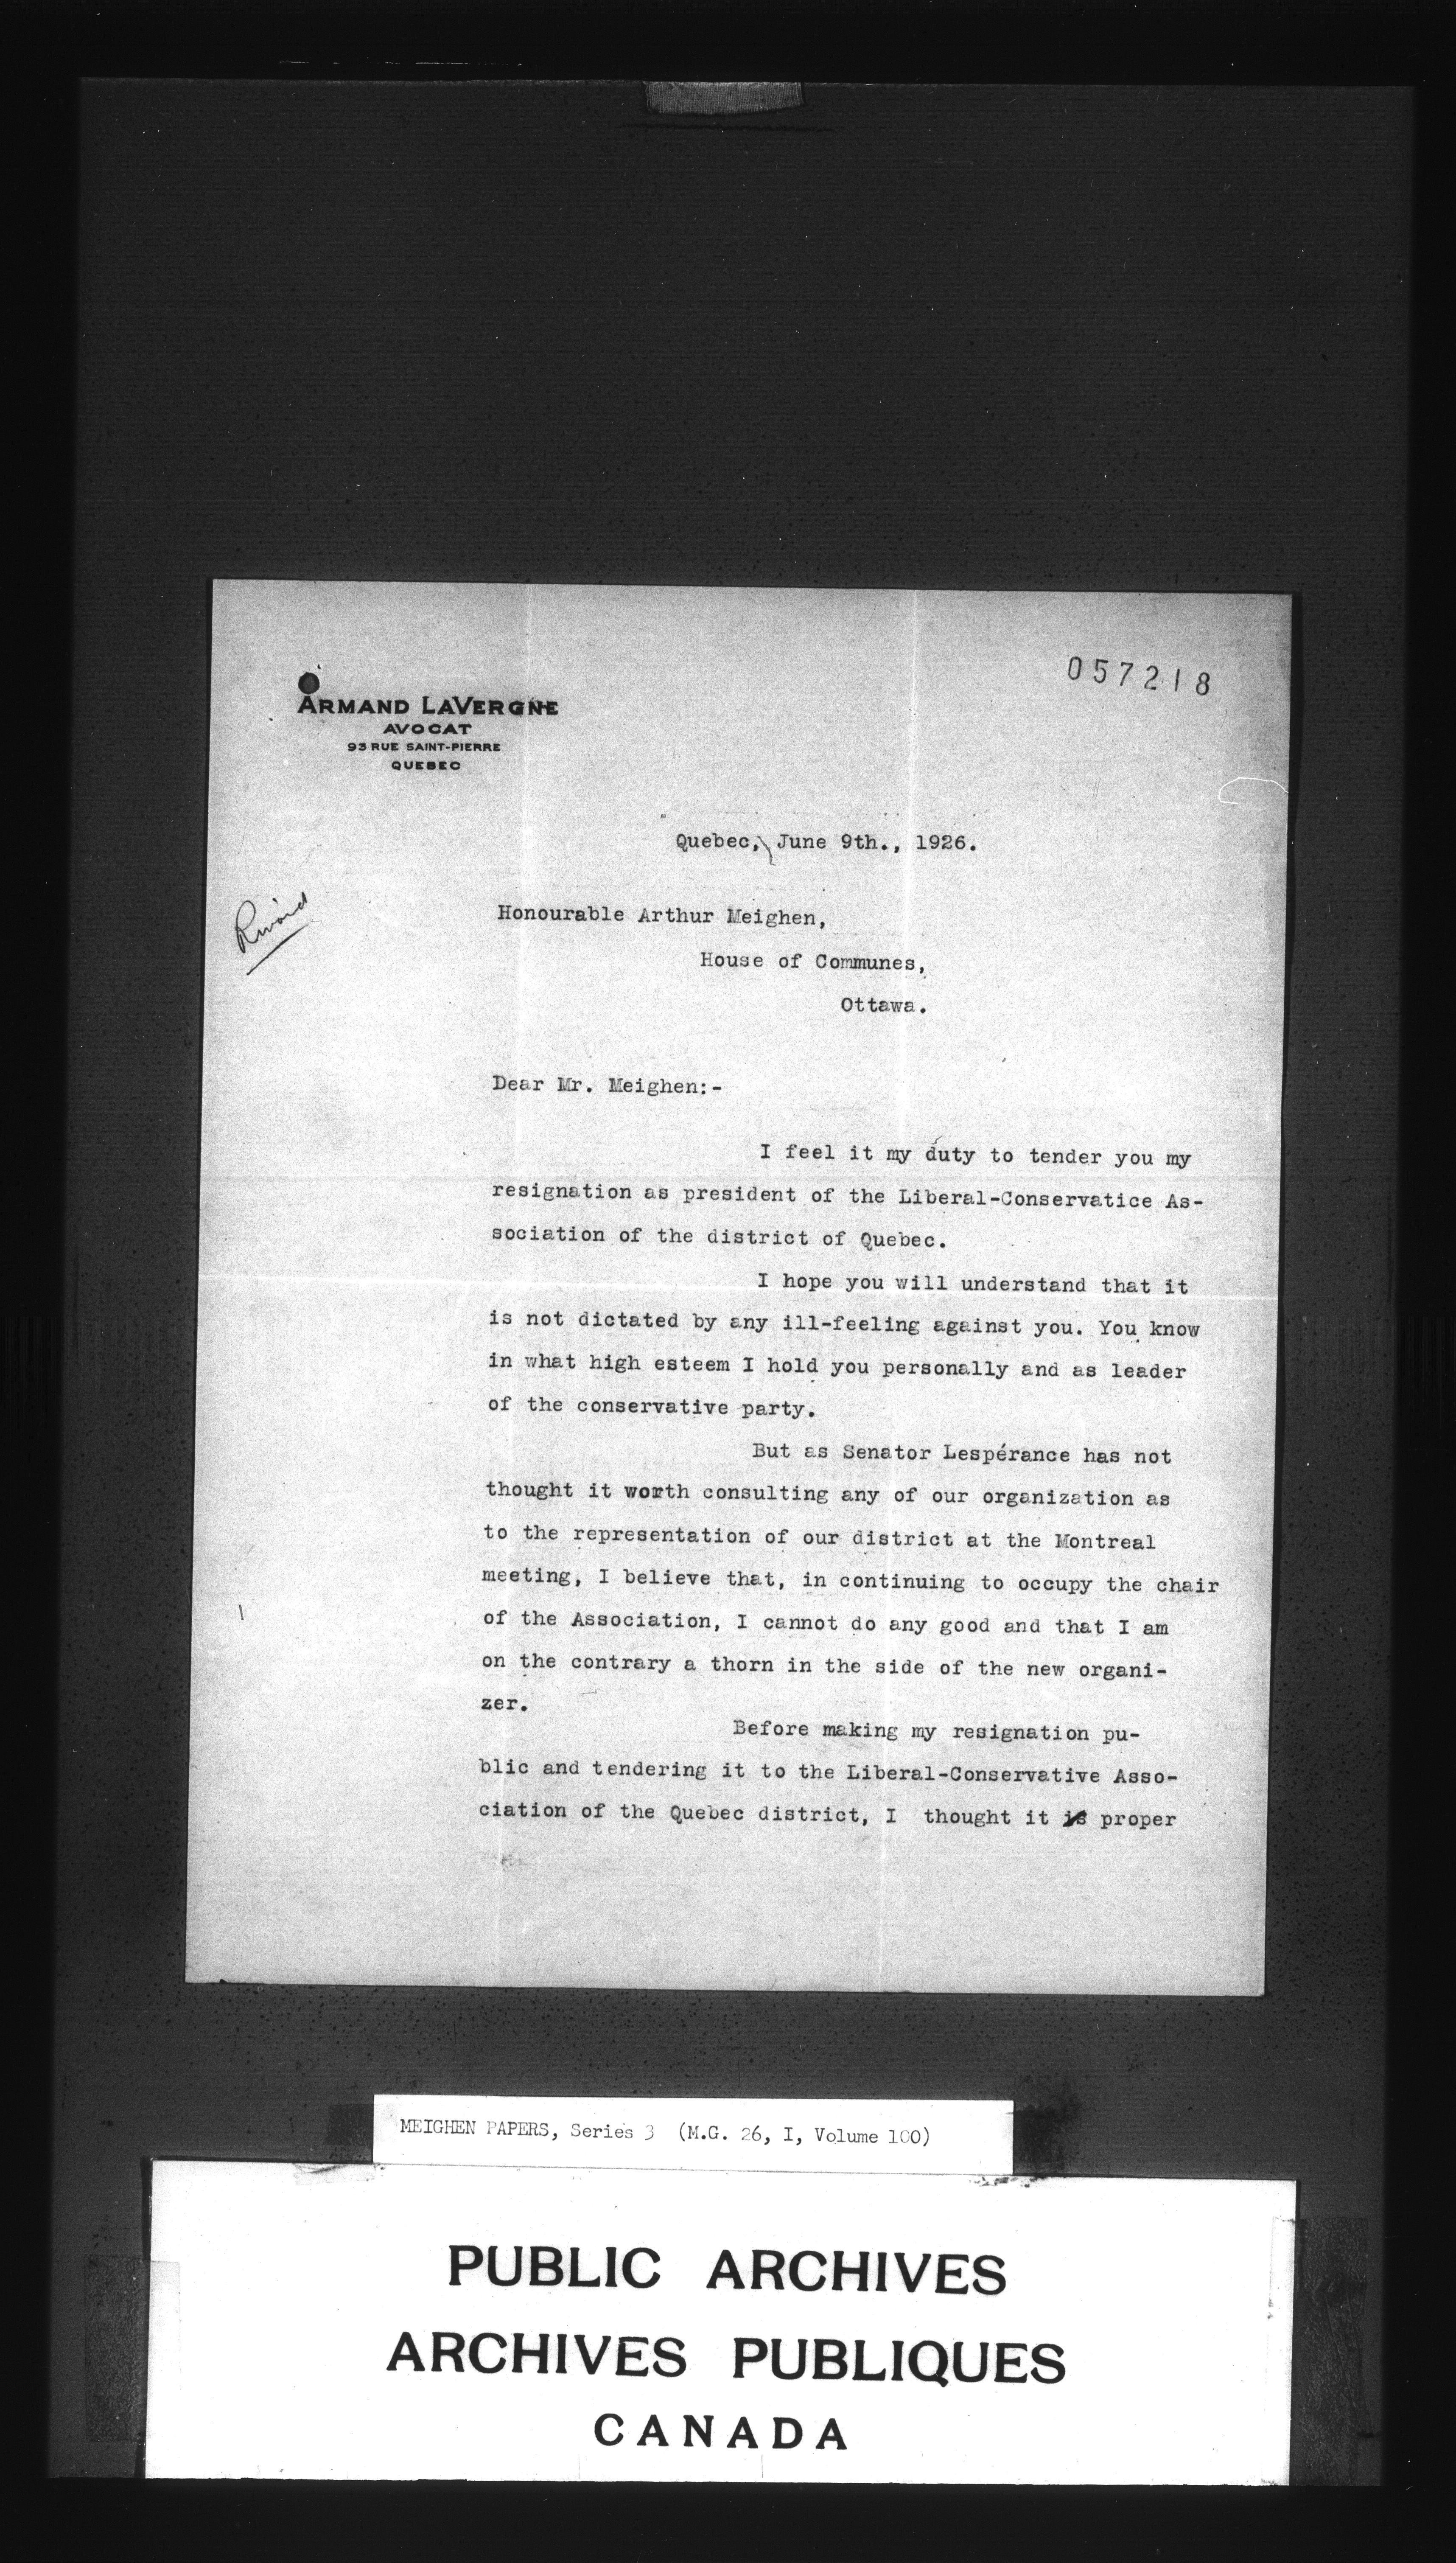 057218
ARMAND LAVERGNE
AVOCAT
93 RUE SAINT-PIERRE
QUEBEC
Quebec, June 9th., 1926.
Honourable Arthur Meighen,
House of Communes,
Ottawa.
Dear Mr. Meighen:-
I feel it my duty to tender you my
resignation as president of the Liberal-Conservatice As-
sociation of the district of Quebec.
I hope you will understand that it
is not dictated by any ill-feeling against you. You know
in what high esteem I hold you personally and as leader
of the conservative party.
But as Senator Lespérance has not
thought it worth consulting any of our organization as
to the representation of our district at the Montreal
meeting, I believe that, in continuing to occupy the chair
of the Association, I cannot do any good and that I am
on the contrary a thorn in the side of the new organi-
zer.
Before making my resignation pu-
blic and tendering it to the Liberal-Conservative Asso-
ciation of the Quebec district, I thought it is proper
MEIGHEN PAPERS, Series 3 (M.G. 26, I, Volume 100)
PUBLIC ARCHIVES
ARCHIVES PUBLIQUES
CANADA